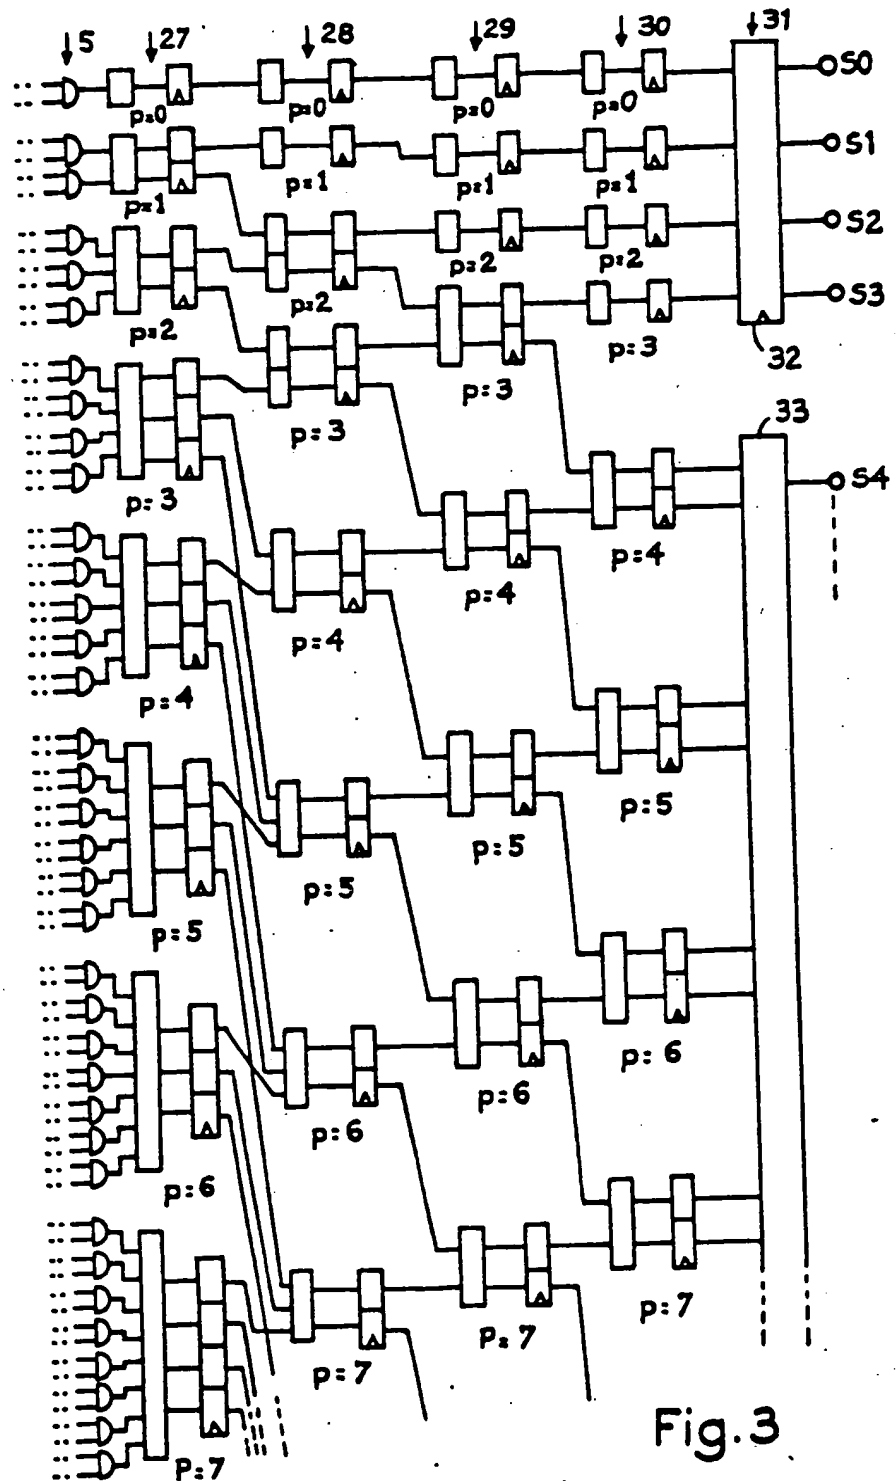 5 27 28 29 30 31
S0
p=0 p=0 p=0 p=0
S1
p=1 p=1 p=1 p=1
S2
p=2 p=2 p=2 p=2
S3
p=3 p=3 p=3 32
33
S4
p=3 p=4 p=4 p=4
p=4 p=5 p=5 p=5
p=5 p=6 p=6 p=6
p=6 p=7 P=7 p=7
P=7
Fig.3